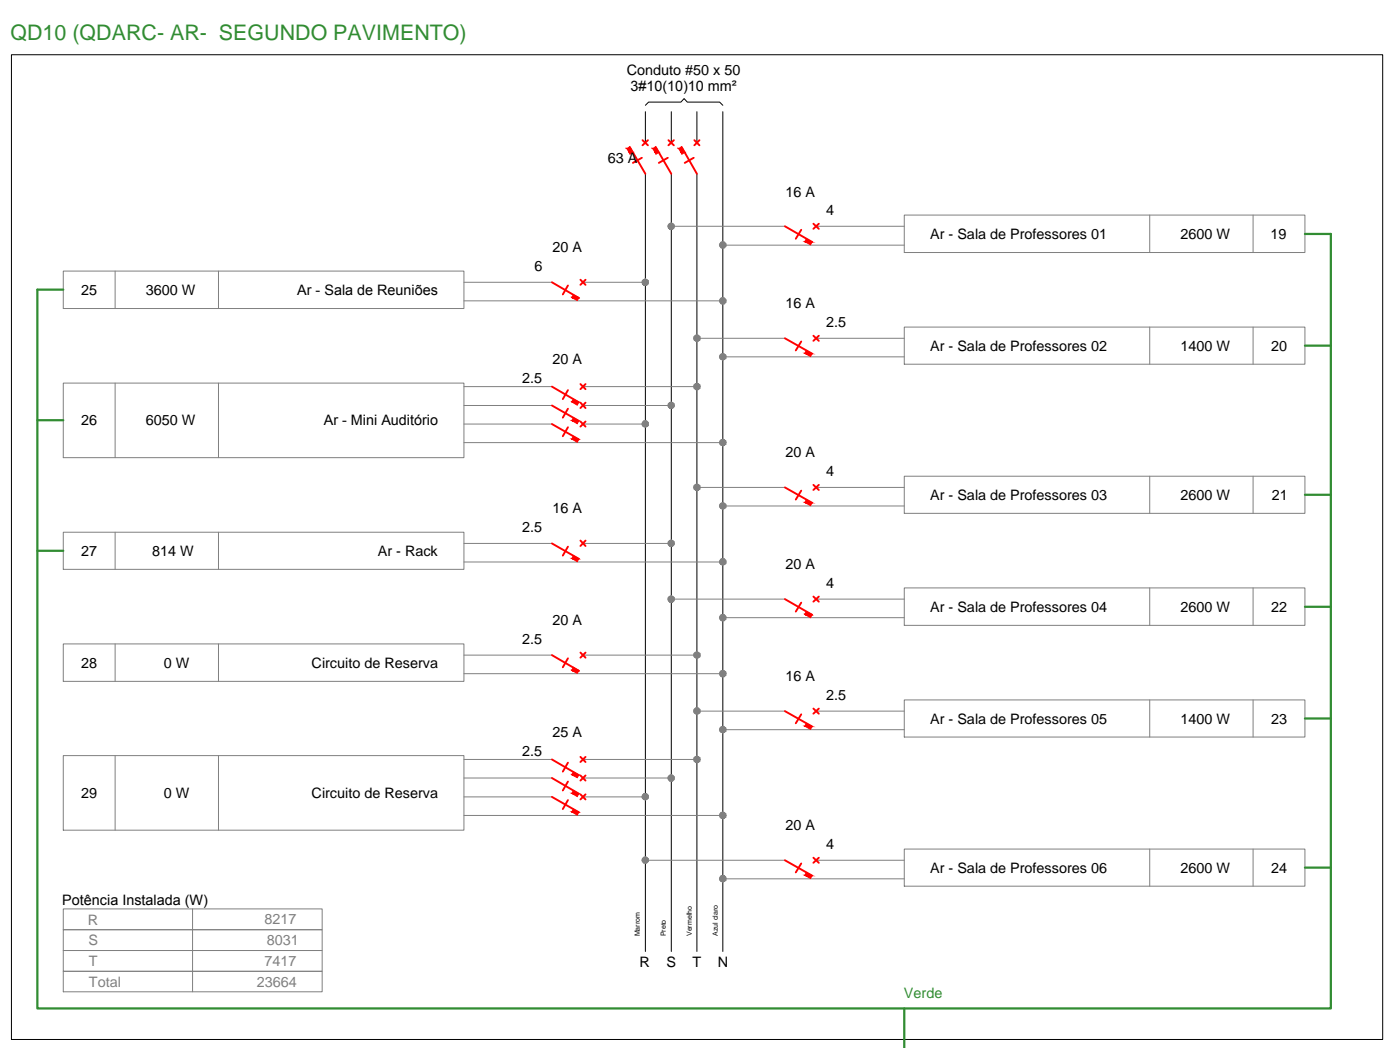 QD10 (QDARC- AR-  SEGUNDO PAVIMENTO)
Conduto #50 x 50
3#10(10)10 mm²
63 A
16 A
4
Ar - Sala de Professores 01 2600 W 19
20 A
6
25 3600 W Ar - Sala de Reuniões
16 A
2.5
Ar - Sala de Professores 02 1400 W 20
20 A
2.5
26 6050 W Ar - Mini Auditório
20 A
4
Ar - Sala de Professores 03 2600 W 21
16 A
2.5
27 814 W Ar - Rack
20 A
4
Ar - Sala de Professores 04 2600 W 22
20 A
2.5
28 0 W Circuito de Reserva
16 A
2.5
Ar - Sala de Professores 05 1400 W 23
25 A
2.5
29 0 W Circuito de Reserva
20 A
4
Ar - Sala de Professores 06 2600 W 24
Potência Instalada (W)
R 8217
S 8031
T 7417
Total 23664
Marrom
Preto
Vermelho
Azul claro
R S T N
Verde